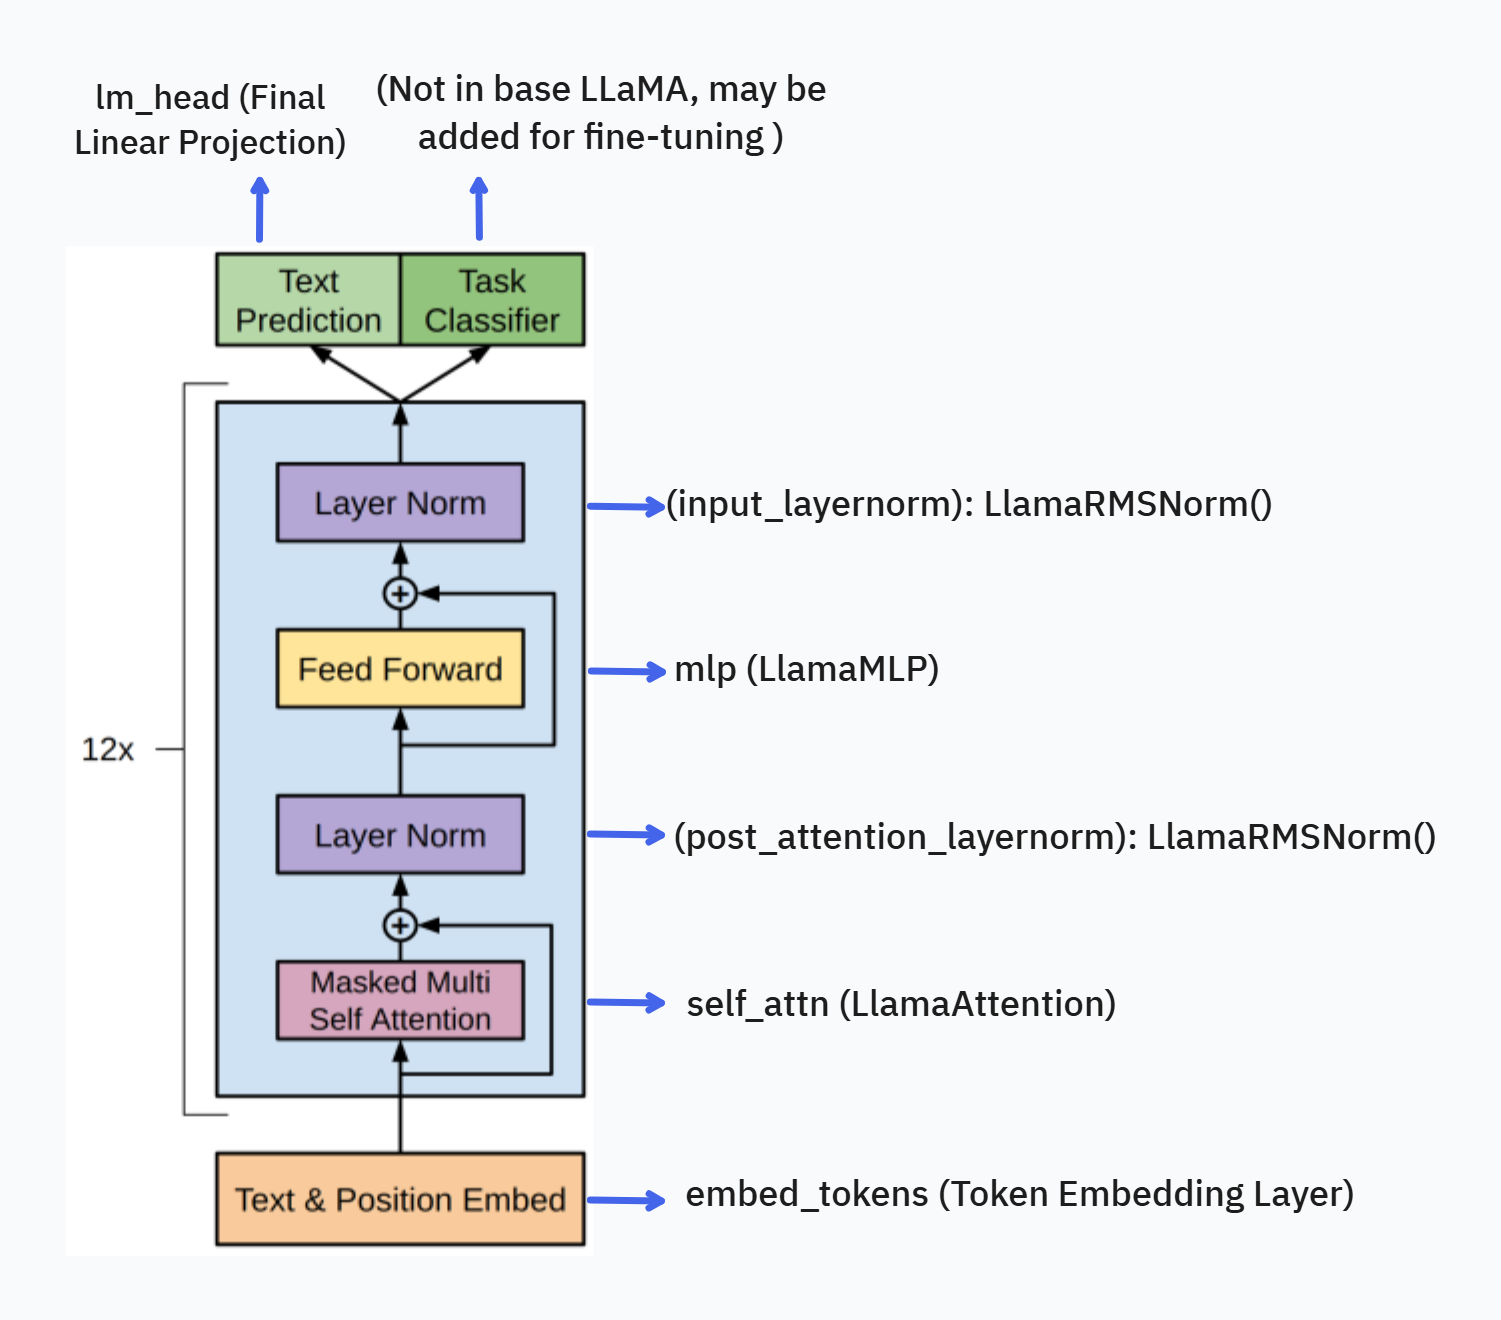 lm_head (Final
Linear Projection)
(Not in base LLaMA, may be
added for fine-tuning )
Text
Prediction
Task
Classifier
Layer Norm
(input_layernorm): LlamaRMSNorm()
Feed Forward
mlp (LlamaMLP)
12x
Layer Norm
(post_attention_layernorm): LlamaRMSNorm()
Masked Multi
Self Attention
self_attn (LlamaAttention)
Text & Position Embed
embed_tokens (Token Embedding Layer)